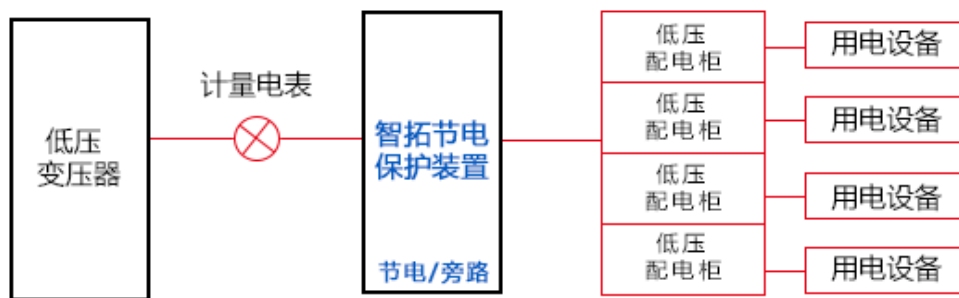 低压
变压器
计量电表
智拓节电
保护装置
节电/旁路
低压
配电柜
用电设备
低压
配电柜
用电设备
低压
配电柜
用电设备
低压
配电柜
用电设备